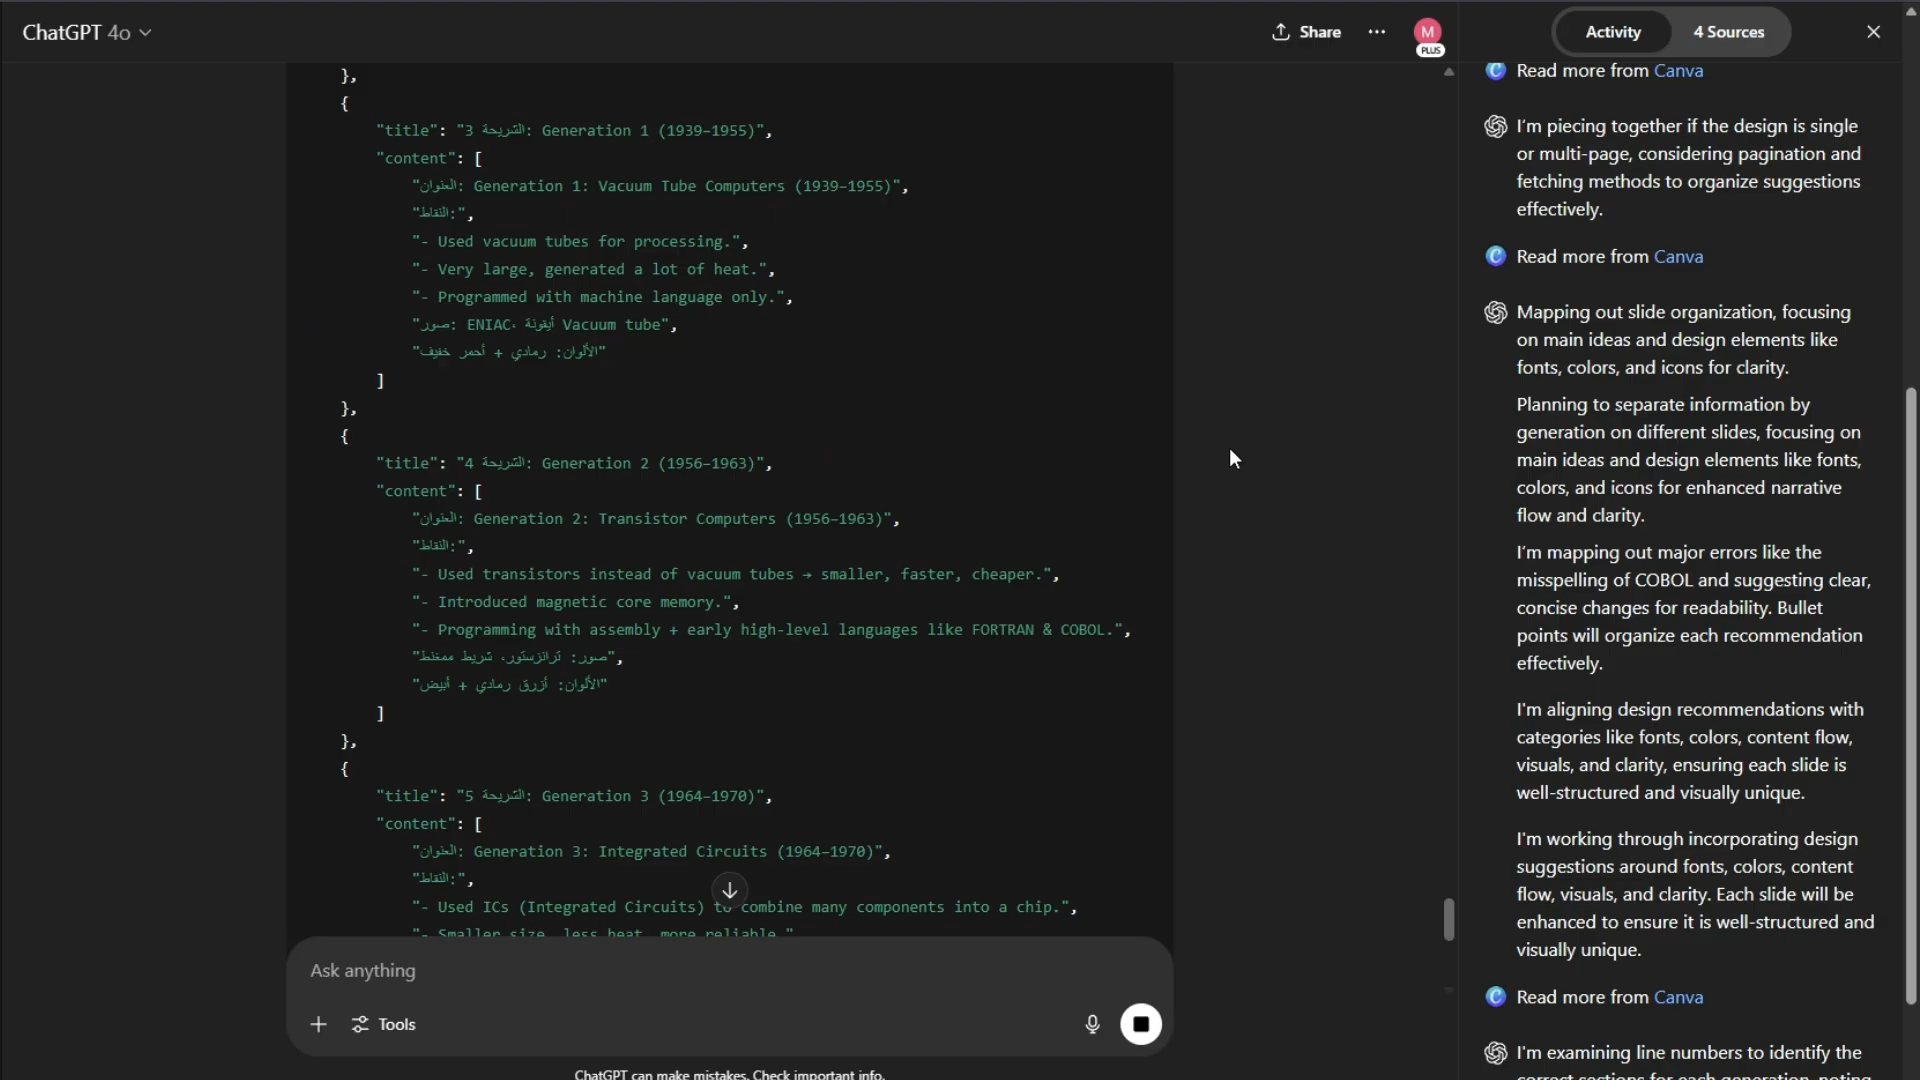 ChatGPT 4o
Share
PLUS
M
},
{
"title": "الشريحة 3: Generation 1 (1939–1955)",
"content": [
"العنوان: Generation 1: Vacuum Tube Computers (1939–1955)",
"النقاط:",
"- Used vacuum tubes for processing.",
"- Very large, generated a lot of heat.",
"- Programmed with machine language only.",
"صور: ENIAC، أيقونة Vacuum tube",
"الألوان: رمادي + أحمر خفيف"
]
},
{
"title": "الشريحة 4: Generation 2 (1956–1963)",
"content": [
"العنوان: Generation 2: Transistor Computers (1956–1963)",
"النقاط:",
"- Used transistors instead of vacuum tubes → smaller, faster, cheaper.",
"- Introduced magnetic core memory.",
"- Programming with assembly + early high-level languages like FORTRAN & COBOL.",
"صور: ترانزستور، شريط ممغنط",
"الألوان: أزرق رمادي + أبيض"
]
},
{
"title": "الشريحة 5: Generation 3 (1964–1970)",
"content": [
"العنوان: Generation 3: Integrated Circuits (1964–1970)",
"النقاط:",
"- Used ICs (Integrated Circuits) to combine many components into a chip.",
"- Smaller size, less heat, more reliable."
Ask anything
Tools
ChatGPT can make mistakes. Check important info.
Activity
4 Sources
Read more from Canva
I'm piecing together if the design is single
or multi-page, considering pagination and
fetching methods to organize suggestions
effectively.
Read more from Canva
Mapping out slide organization, focusing
on main ideas and design elements like
fonts, colors, and icons for clarity.
Planning to separate information by
generation on different slides, focusing on
main ideas and design elements like fonts,
colors, and icons for enhanced narrative
flow and clarity.
I'm mapping out major errors like the
misspelling of COBOL and suggesting clear,
concise changes for readability. Bullet
points will organize each recommendation
effectively.
I'm aligning design recommendations with
categories like fonts, colors, content flow,
visuals, and clarity, ensuring each slide is
well-structured and visually unique.
I'm working through incorporating design
suggestions around fonts, colors, content
flow, visuals, and clarity. Each slide will be
enhanced to ensure it is well-structured and
visually unique.
Read more from Canva
I'm examining line numbers to identify the
correct sections for each generation, noting